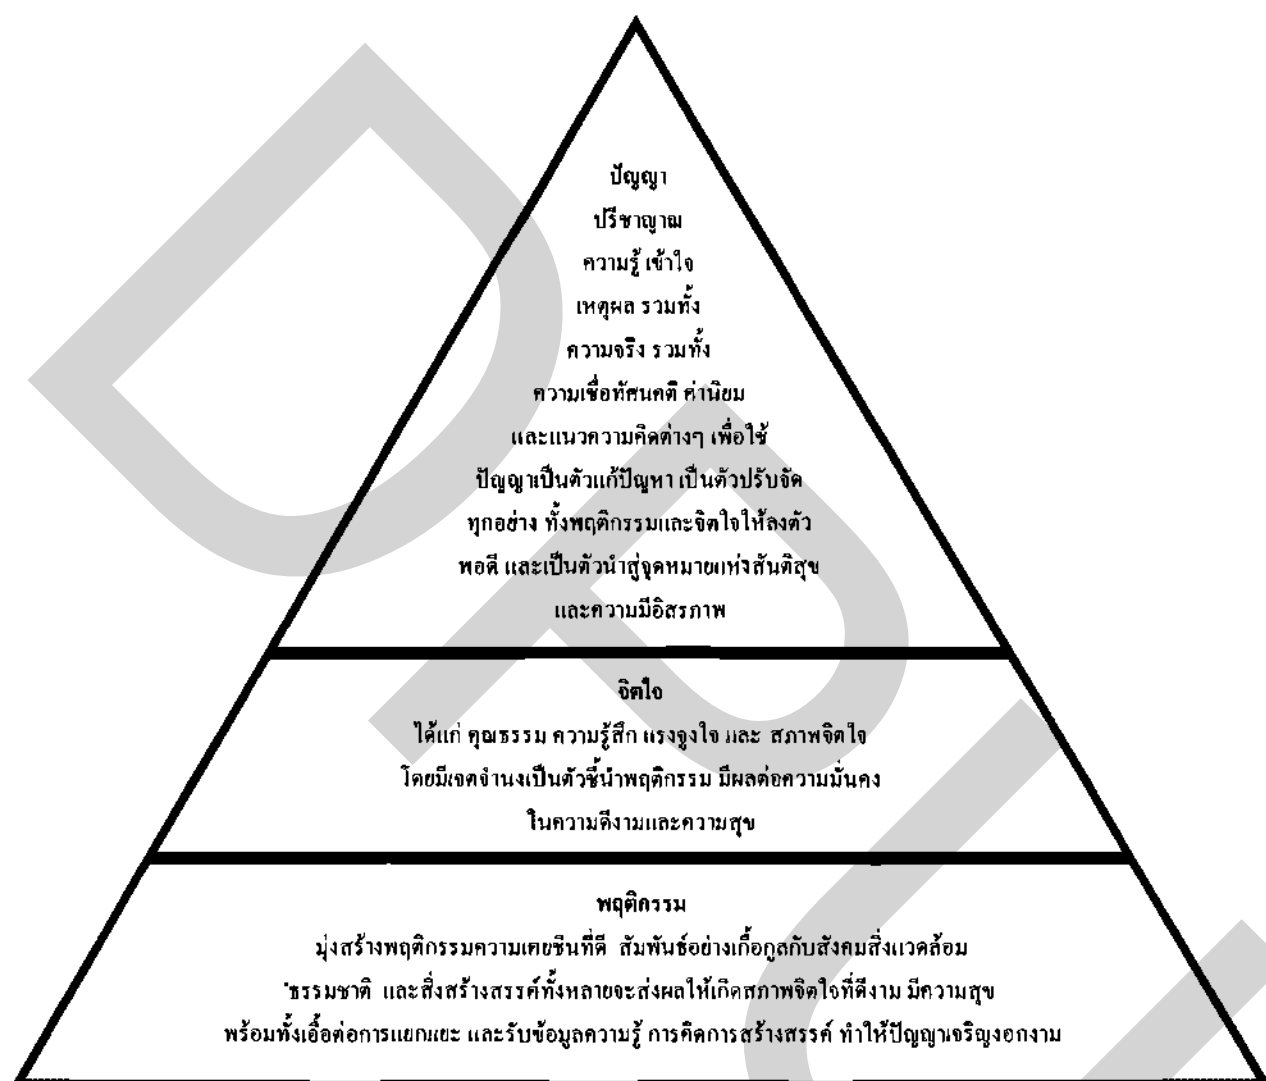 ปัญญา
ปรีชาญาณ
ความรู้ เข้าใจ
เหตุผล รวมทั้ง
ความจริง รวมทั้ง
ความเชื่อทัศนคติ ค่านิยม
และแนวความคิดต่างๆ เพื่อใช้
ปัญญาเป็นตัวแก้ปัญหา เป็นตัวปรับจัด
ทุกอย่าง ทั้งพฤติกรรมและจิตใจให้ลงตัว
พอดี และเป็นตัวนำสู่จุดหมายแห่งสันติสุข
และความมีอิสรภาพ
จิตใจ
ได้แก่ คุณธรรม ความรู้สึก แรงจูงใจ และ สภาพจิตใจ
โดยมีเจตจำนงเป็นตัวชี้นำพฤติกรรม มีผลต่อความมั่นคง
ในความดีงามและความสุข
พฤติกรรม
มุ่งสร้างพฤติกรรมความเคยชินที่ดี สัมพันธ์อย่างเกื้อกูลกับสังคมสิ่งแวดล้อม
ธรรมชาติ และสิ่งสร้างสรรค์ทั้งหลายจะส่งผลให้เกิดสภาพจิตใจที่ดีงาม มีความสุข
พร้อมทั้งเอื้อต่อการแยกแยะ และรับข้อมูลความรู้ การคิดการสร้างสรรค์ ทำให้ปัญญาเจริญงอกงาม